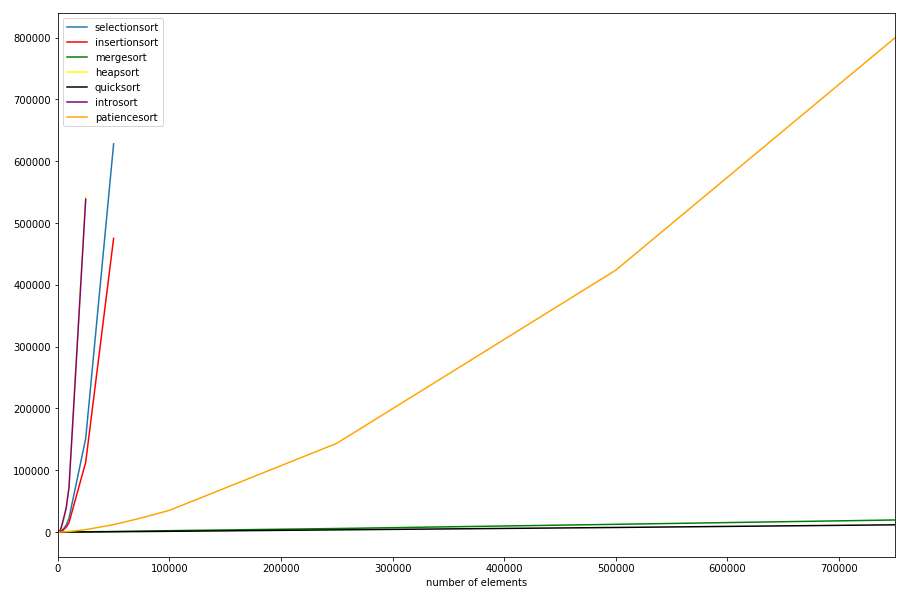 selectionsort
insertionsort
mergesort
heapsort
quicksort
introsort
patiencesort
800000
700000
600000
500000
400000
300000
200000
100000
0
0 100000 200000 300000 400000 500000 600000 700000
number of elements